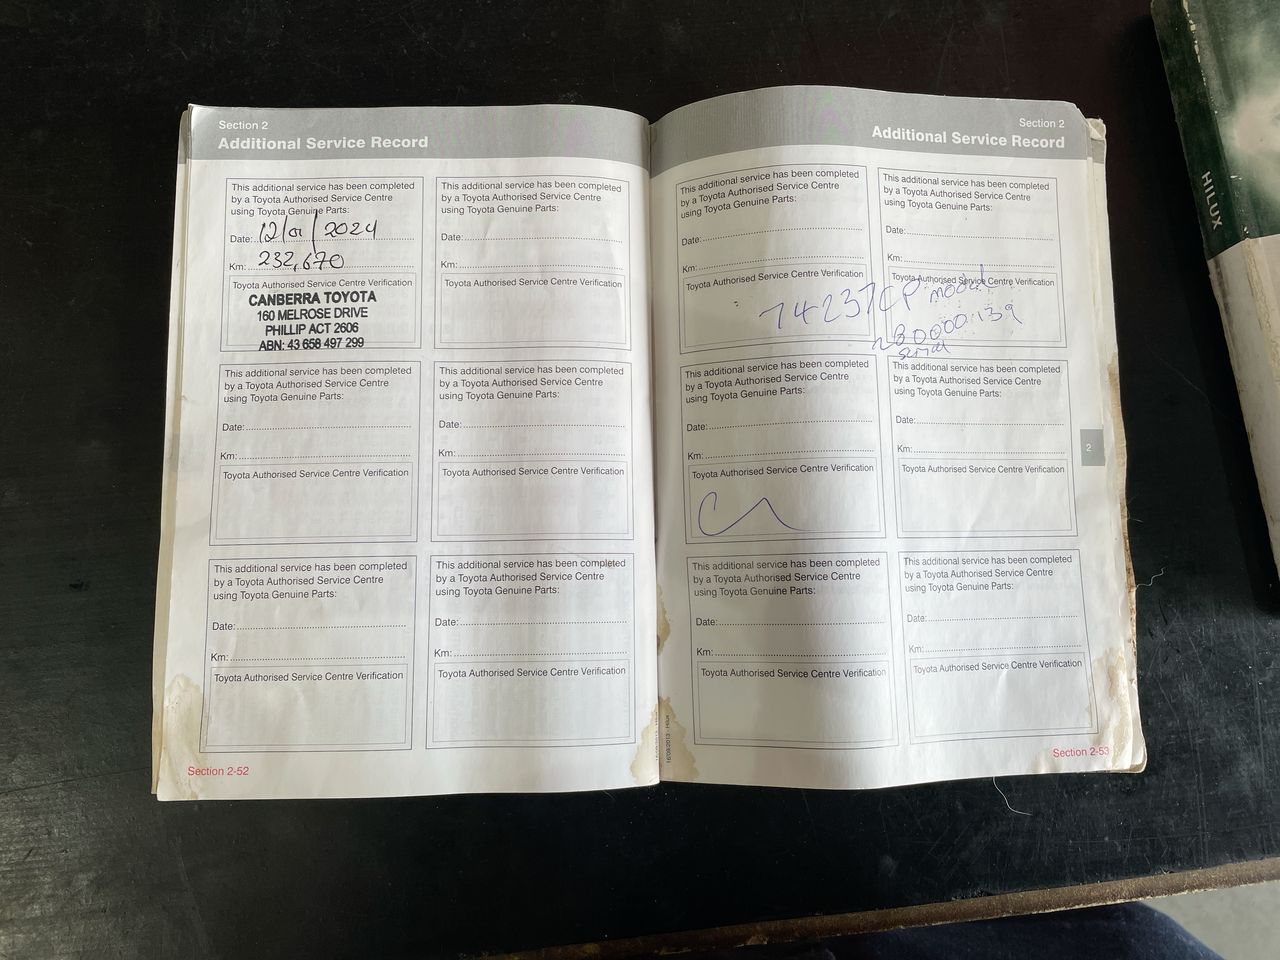 Section 2
Additional Service Record
This additional service has been completed
by a Toyota Authorised Service Centre
using Toyota Genuine Parts:
Date: 12/01/2024
Km: 232,670
Toyota Authorised Service Centre Verification
CANBERRA TOYOTA
160 MELROSE DRIVE
PHILLIP ACT 2606
ABN: 43 658 497 299
This additional service has been completed
by a Toyota Authorised Service Centre
using Toyota Genuine Parts:
Date:
Km:
Toyota Authorised Service Centre Verification
This additional service has been completed
by a Toyota Authorised Service Centre
using Toyota Genuine Parts:
Date:
Km:
Toyota Authorised Service Centre Verification
This additional service has been completed
by a Toyota Authorised Service Centre
using Toyota Genuine Parts:
Date:
Km:
Toyota Authorised Service Centre Verification
This additional service has been completed
by a Toyota Authorised Service Centre
using Toyota Genuine Parts:
Date:
Km:
Toyota Authorised Service Centre Verification
This additional service has been completed
by a Toyota Authorised Service Centre
using Toyota Genuine Parts:
Date:
Km:
Toyota Authorised Service Centre Verification
Section 2-52
Section 2
Additional Service Record
This additional service has been completed
by a Toyota Authorised Service Centre
using Toyota Genuine Parts:
Date:
Km:
Toyota Authorised Service Centre Verification
This additional service has been completed
by a Toyota Authorised Service Centre
using Toyota Genuine Parts:
Date:
Km:
Toyota Authorised Service Centre Verification
74237CP model
serial
This additional service has been completed
by a Toyota Authorised Service Centre
using Toyota Genuine Parts:
Date:
Km:
Toyota Authorised Service Centre Verification
This additional service has been completed
by a Toyota Authorised Service Centre
using Toyota Genuine Parts:
Date:
Km:
Toyota Authorised Service Centre Verification
2
This additional service has been completed
by a Toyota Authorised Service Centre
using Toyota Genuine Parts:
Date:
Km:
Toyota Authorised Service Centre Verification
This additional service has been completed
by a Toyota Authorised Service Centre
using Toyota Genuine Parts:
Date:
Km:
Toyota Authorised Service Centre Verification
16/09/2013 - Hilux
Section 2-53
HILUX